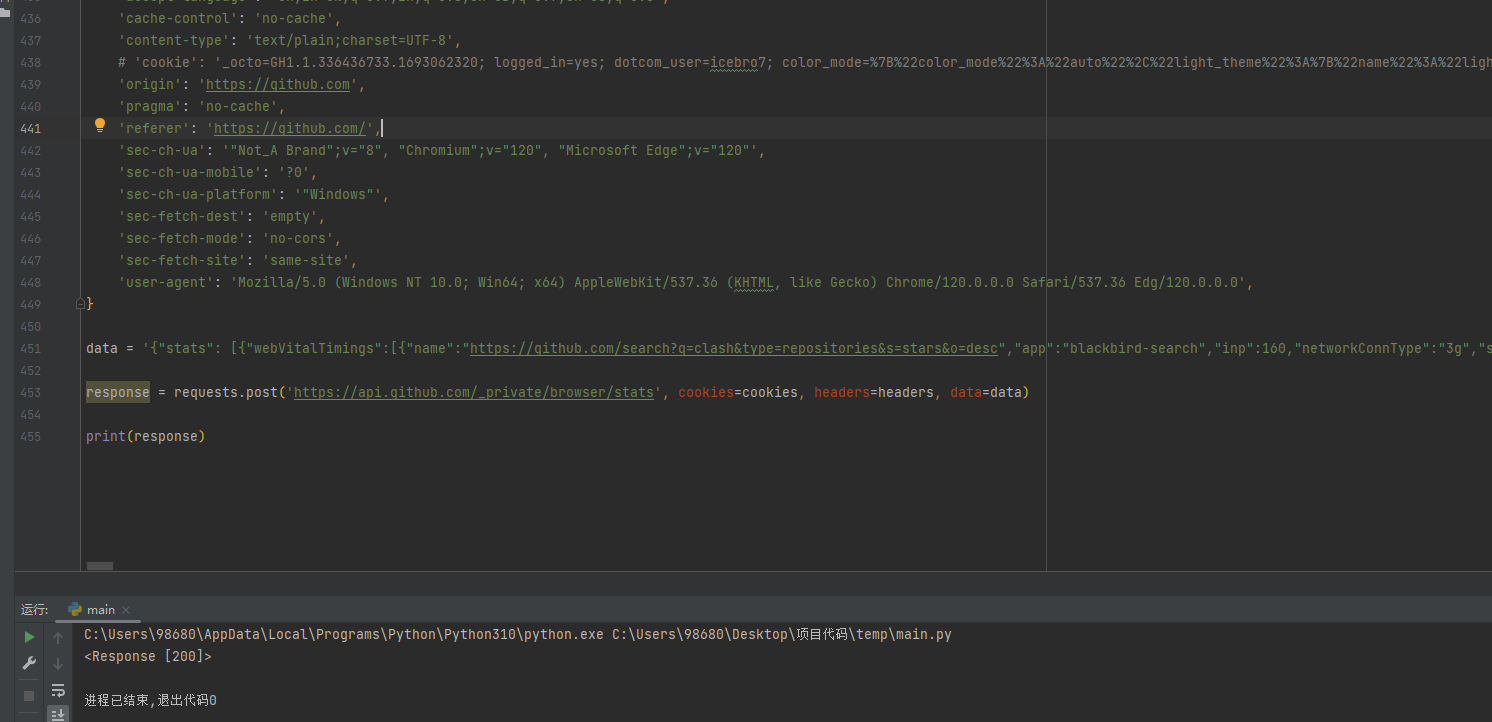 436 'cache-control': 'no-cache',
437 'content-type': 'text/plain;charset=UTF-8',
438 # 'cookie': '_octo=GH1.1.336436733.1693062320; logged_in=yes; dotcom_user=icebro7; color_mode=%7B%22color_mode%22%3A%22auto%22%2C%22light_theme%22%3A%7B%22name%22%3A%22ligh
439 'origin': 'https://github.com',
440 'pragma': 'no-cache',
441 'referer': 'https://github.com/',
442 'sec-ch-ua': '"Not_A Brand";v="8", "Chromium";v="120", "Microsoft Edge";v="120"',
443 'sec-ch-ua-mobile': '?0',
444 'sec-ch-ua-platform': '"Windows"',
445 'sec-fetch-dest': 'empty',
446 'sec-fetch-mode': 'no-cors',
447 'sec-fetch-site': 'same-site',
448 'user-agent': 'Mozilla/5.0 (Windows NT 10.0; Win64; x64) AppleWebKit/537.36 (KHTML, like Gecko) Chrome/120.0.0.0 Safari/537.36 Edg/120.0.0.0',
449 }
450
451 data = '{"stats": [{"webVitalTimings":[{"name":"https://github.com/search?q=clash&type=repositories&s=stars&o=desc","app":"blackbird-search","inp":160,"networkConnType":"3g","s
452
453 response = requests.post('https://api.github.com/_private/browser/stats', cookies=cookies, headers=headers, data=data)
454
455 print(response)
运行: main ×
C:\Users\98680\AppData\Local\Programs\Python\Python310\python.exe C:\Users\98680\Desktop\项目代码\temp\main.py
<Response [200]>
进程已结束,退出代码0